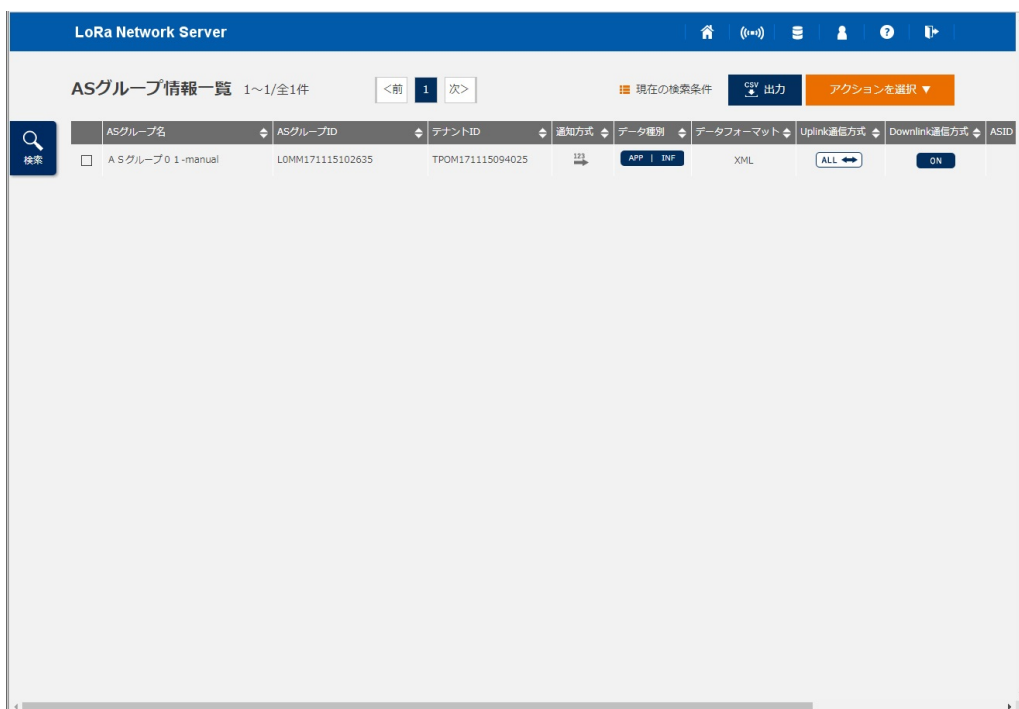 LoRa Network Server
ASグループ情報一覧 1～1/全1件 <前 1 次> 現在の検索条件 CSV 出力 アクションを選択 ▼
検索
ASグループ名 ASグループID テナントID 通知方式 データ種別 データフォーマット Uplink通信方式 Downlink通信方式 ASID
ＡＳグループ０１-manual L0MM171115102635 TPOM171115094025 123 APP | INF XML ALL ON